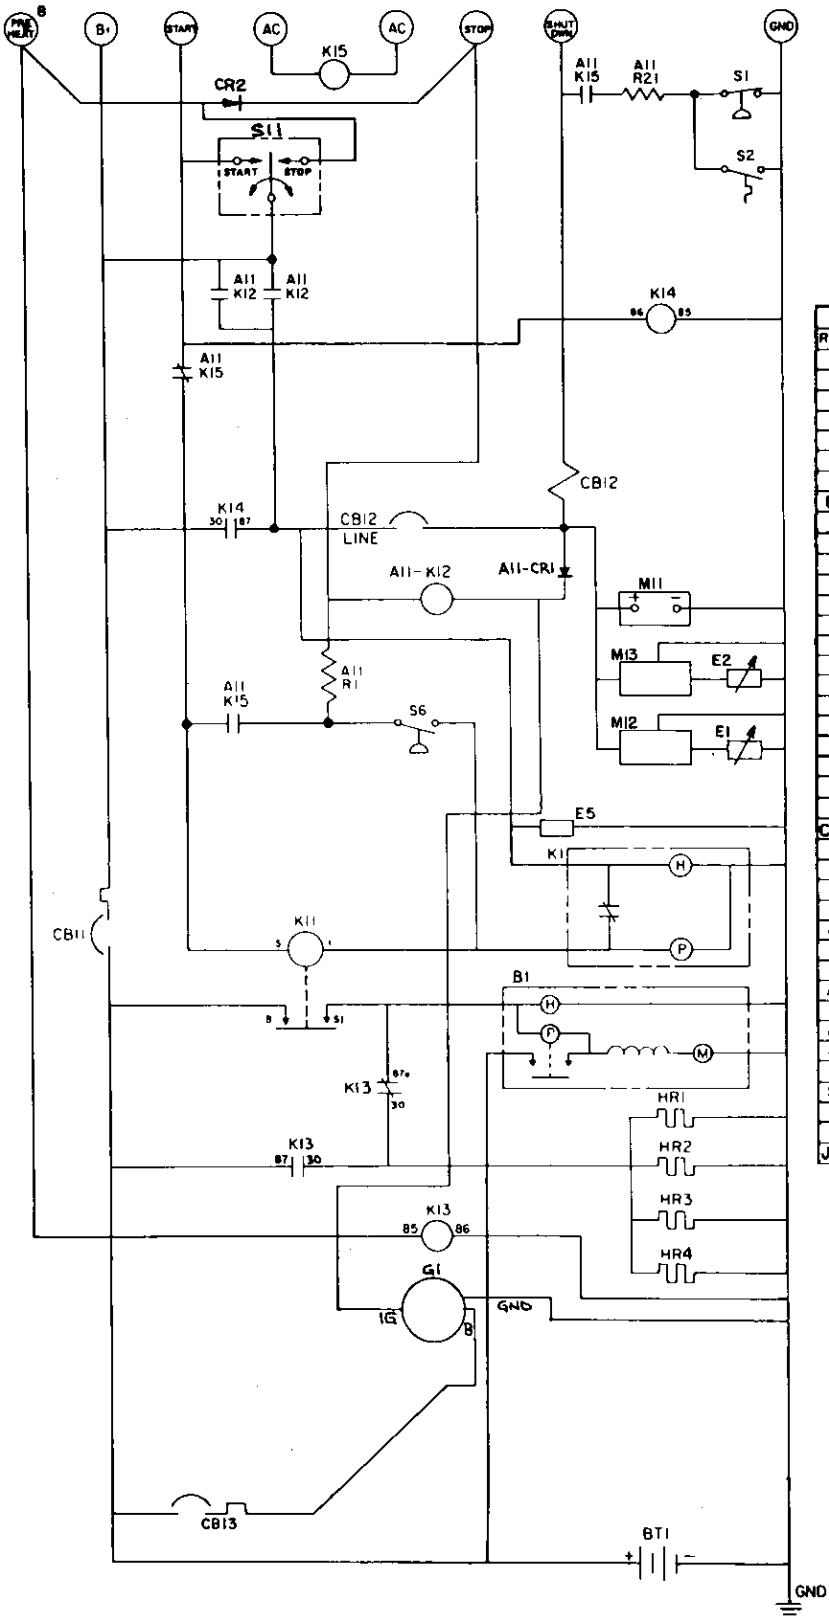 B
PRE HEAT
B+
START
AC
AC
STOP
SHUT DWN
GND
K15
A11 K15
A11 R21
S1
CR2
S11
START
STOP
S2
A11 K12
A11 K12
K14
86
85
A11 K15
K14
30
87
CB12 LINE
CB12
A11-K12
A11-CR1
M11
+
-
M13
E2
A11 R1
A11 K15
S6
M12
E1
E5
K1
H
P
CB11
K11
S
I
B
S1
B1
H
P
M
K13
87a
30
K13
87
30
HR1
HR2
HR3
HR4
K13
85
86
G1
IG
B
GND
CB13
BT1
+
-
GND